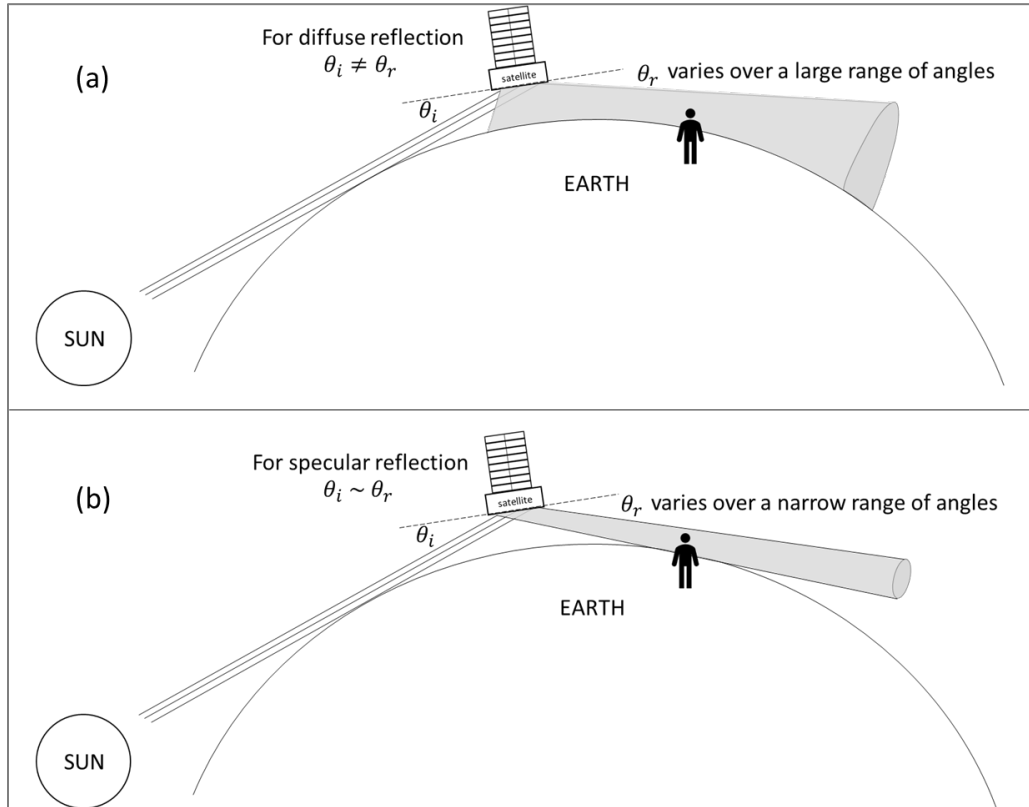 For diffuse reflection
θᵢ ≠ θᵣ
(a)
satellite
θᵣ varies over a large range of angles
θᵢ
EARTH
SUN
For specular reflection
θᵢ ~ θᵣ
(b)
satellite
θᵣ varies over a narrow range of angles
θᵢ
EARTH
SUN